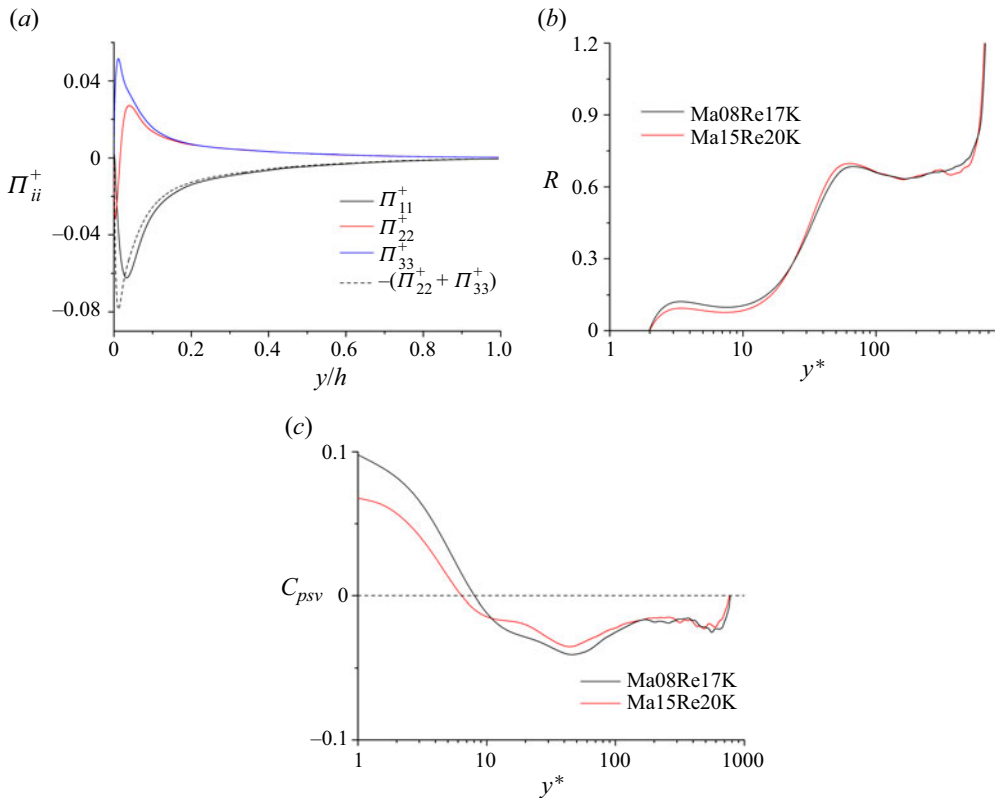 (a)
0.04
0
−0.04
−0.08
Π⁺ᵢᵢ
Π⁺₁₁
Π⁺₂₂
Π⁺₃₃
−(Π⁺₂₂ + Π⁺₃₃)
0 0.2 0.4 0.6 0.8 1.0
y/h
(b)
1.2
0.9
0.6
0.3
0
R
Ma08Re17K
Ma15Re20K
1 10 100
y*
(c)
0.1
0
−0.1
C_psv
Ma08Re17K
Ma15Re20K
1 10 100 1000
y*